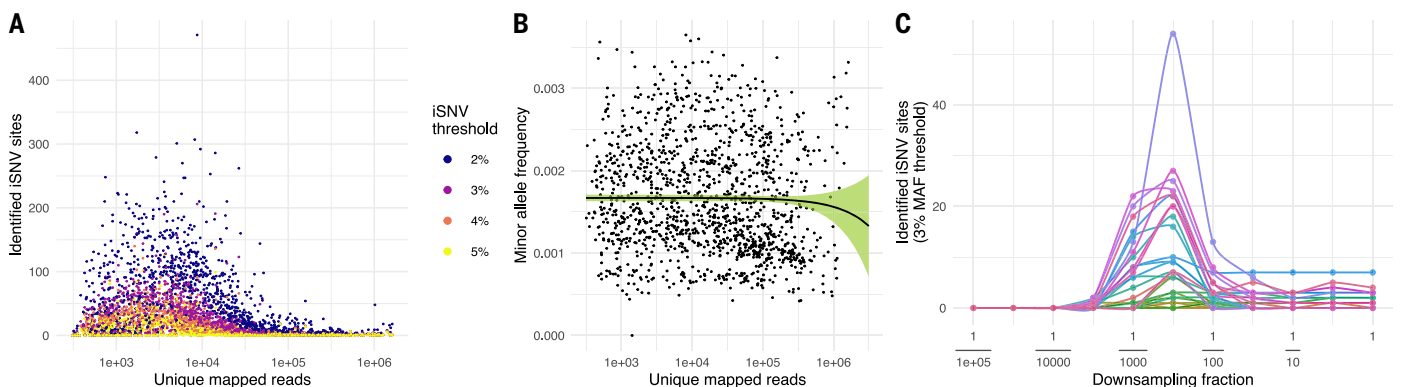 A
Identified iSNV sites
400
300
200
100
0
1e+03
1e+04
1e+05
1e+06
Unique mapped reads
iSNV
threshold
2%
3%
4%
5%
B
Minor allele frequency
0.003
0.002
0.001
0.000
1e+03
1e+04
1e+05
1e+06
Unique mapped reads
C
Identified iSNV sites
(3% MAF threshold)
40
20
0
1
1e+05
1
10000
1
1000
1
100
1
10
1
Downsampling fraction